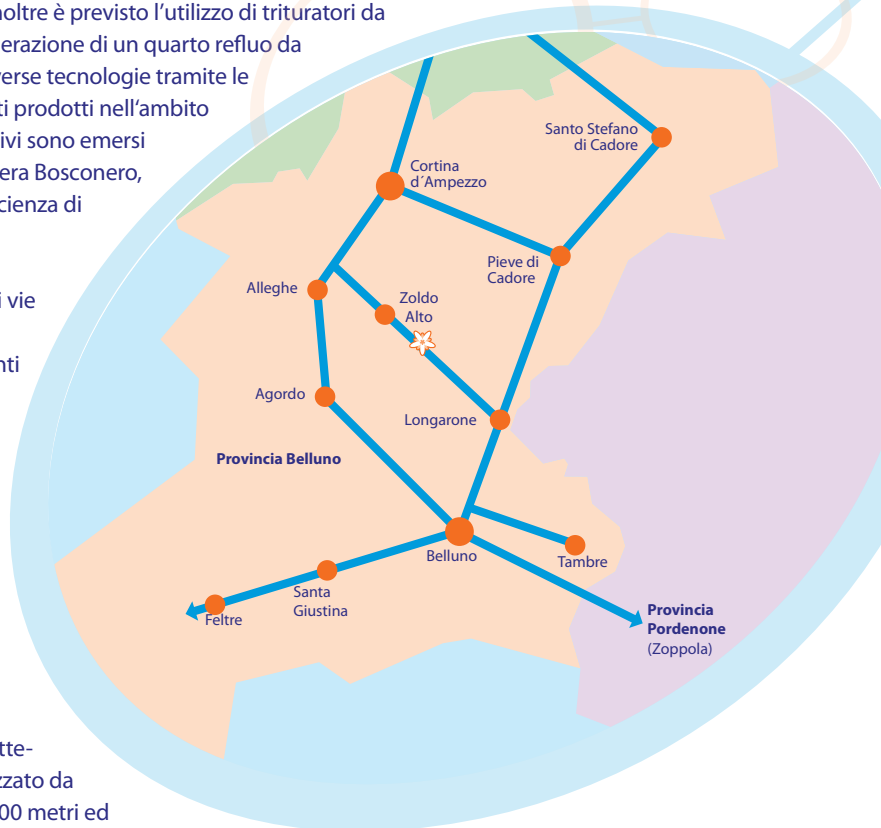 noltre è previsto l'utilizzo di trituratori da
erazione di un quarto refluo da
verse tecnologie tramite le
ti prodotti nell'ambito
ivi sono emersi
era Bosconero,
cienza di
i vie
nti
Santo Stefano
di Cadore
Cortina
d´Ampezzo
Pieve di
Cadore
Alleghe
Zoldo
Alto
Agordo
Longarone
Provincia Belluno
Belluno
Tambre
Santa
Giustina
Feltre
Provincia
Pordenone
(Zoppola)
tte-
zzato da
00 metri ed